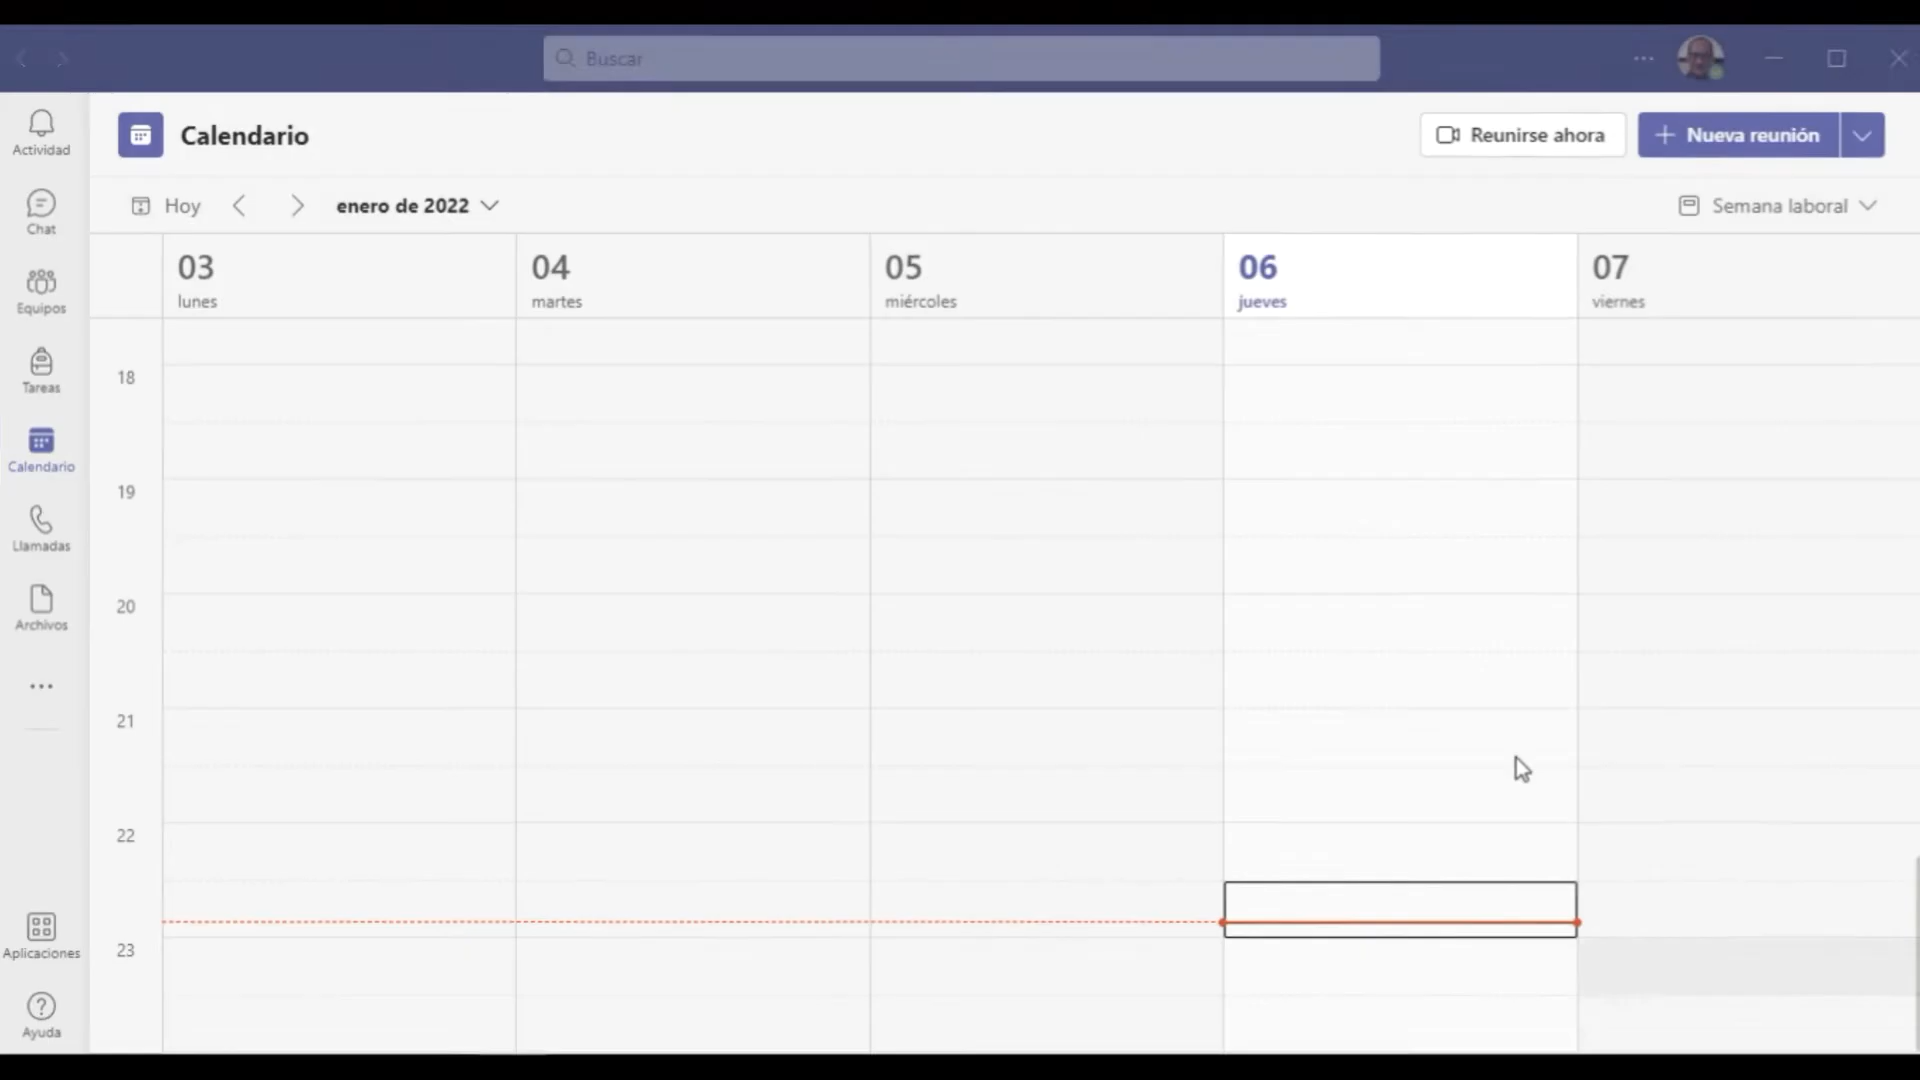 Buscar
Actividad
Chat
Equipos
Tareas
Calendario
Llamadas
Archivos
Aplicaciones
Ayuda
Calendario
Reunirse ahora
Nueva reunión
Hoy
enero de 2022
Semana laboral
03
lunes
04
martes
05
miércoles
06
jueves
07
viernes
18
19
20
21
22
23